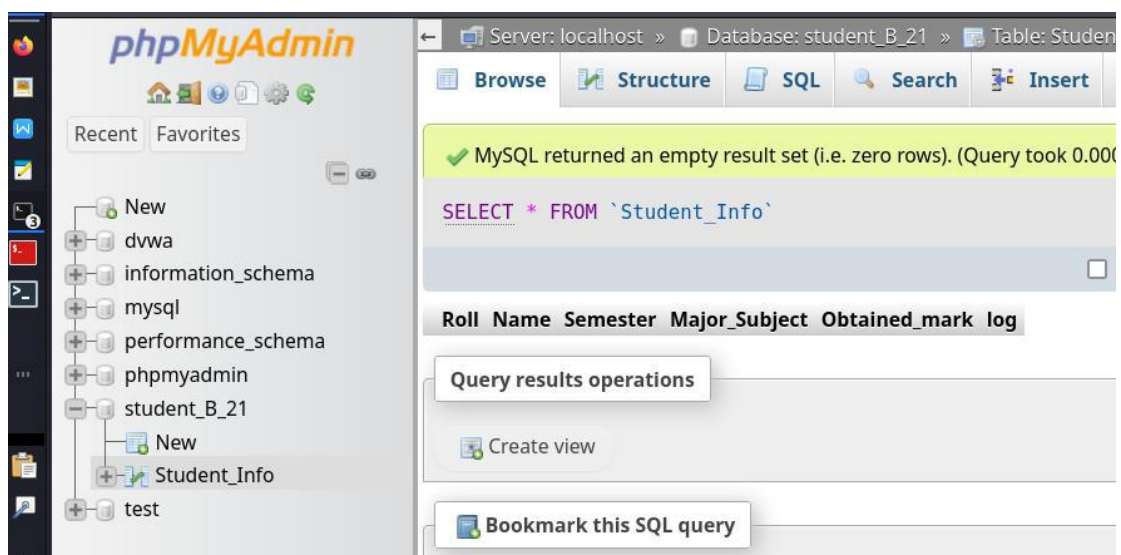 phpMyAdmin
Recent Favorites
New
dvwa
information_schema
mysql
performance_schema
phpmyadmin
student_B_21
New
Student_Info
test
← Server: localhost » Database: student_B_21 » Table: Studen
Browse Structure SQL Search Insert
MySQL returned an empty result set (i.e. zero rows). (Query took 0.000
SELECT * FROM `Student_Info`
Roll Name Semester Major_Subject Obtained_mark log
Query results operations
Create view
Bookmark this SQL query
3